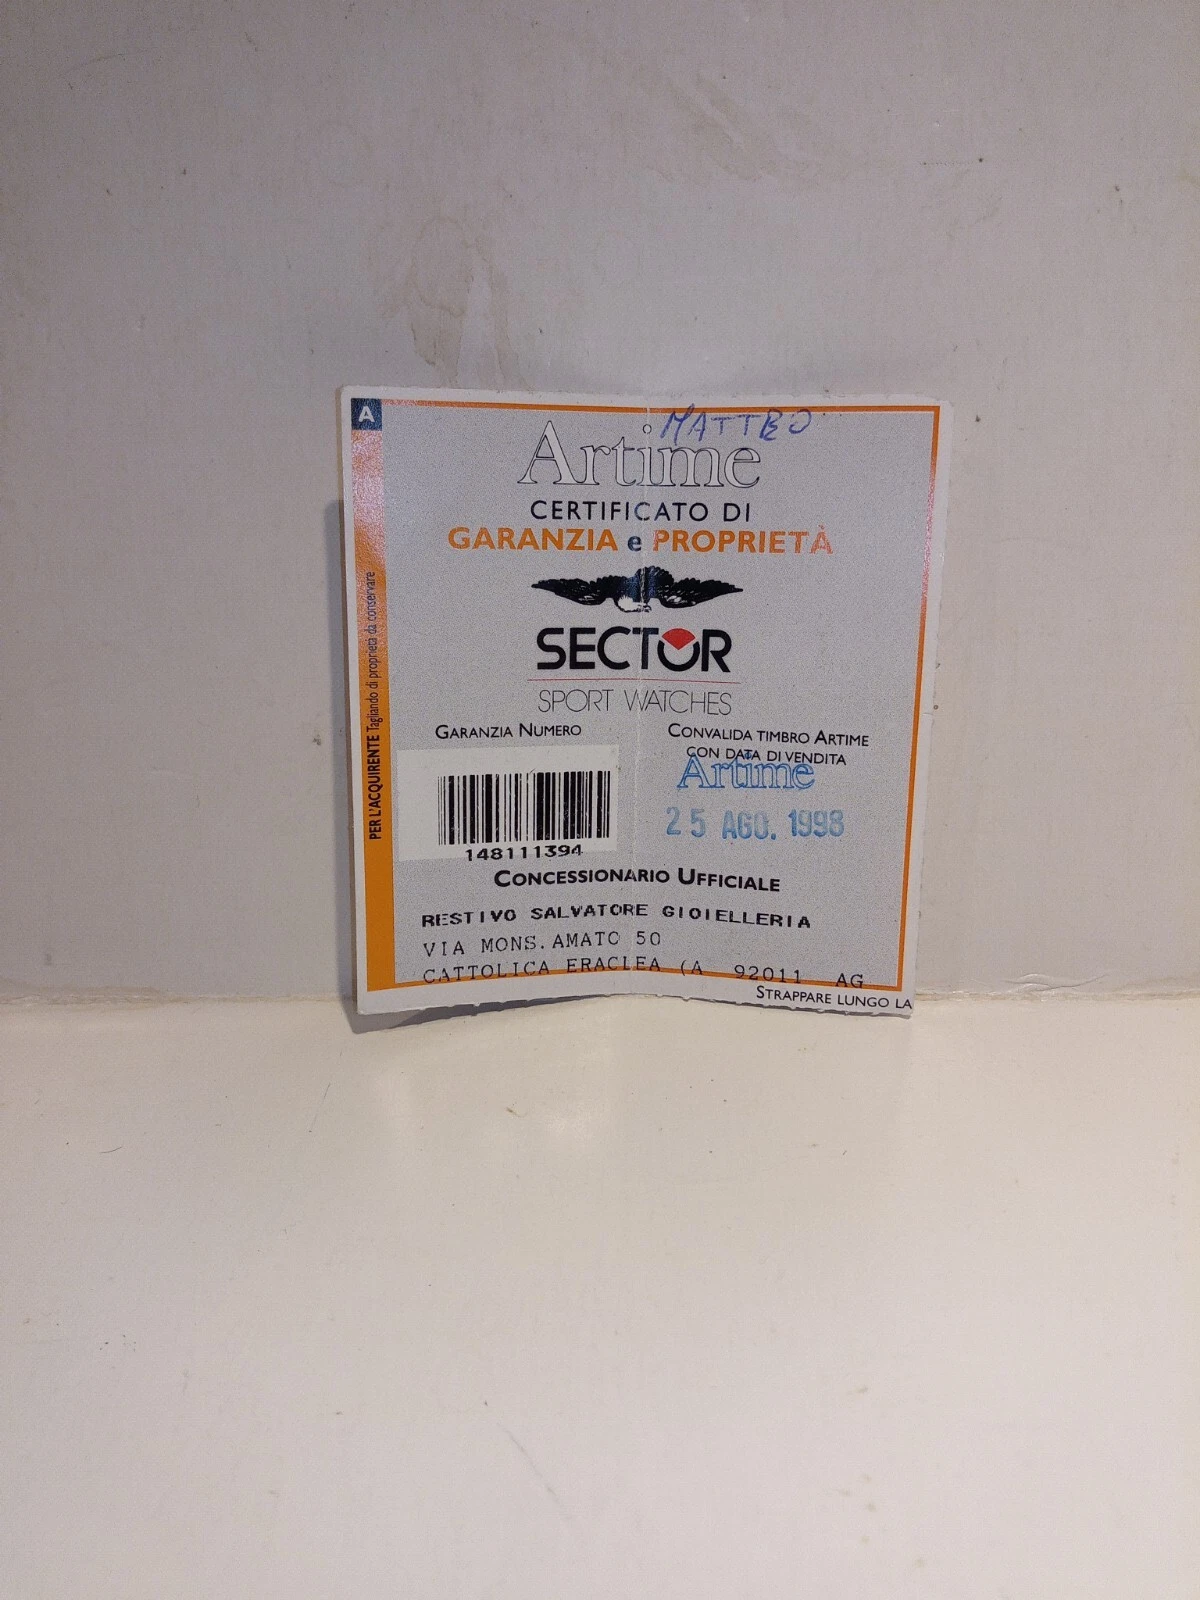 A
MATTEO
Artime
CERTIFICATO DI
GARANZIA e PROPRIETÀ
SECTOR
SPORT WATCHES
GARANZIA NUMERO
148111394
CONVALIDA TIMBRO ARTIME
CON DATA DI VENDITA
Artime
25 AGO. 1998
CONCESSIONARIO UFFICIALE
RESTIVO SALVATORE GIOIELLERIA
VIA MONS. AMATO 50
CATTOLICA ERACLEA (A 92011 AG
STRAPPARE LUNGO LA
PER L'ACQUIRENTE Tagliando di proprietà da conservare